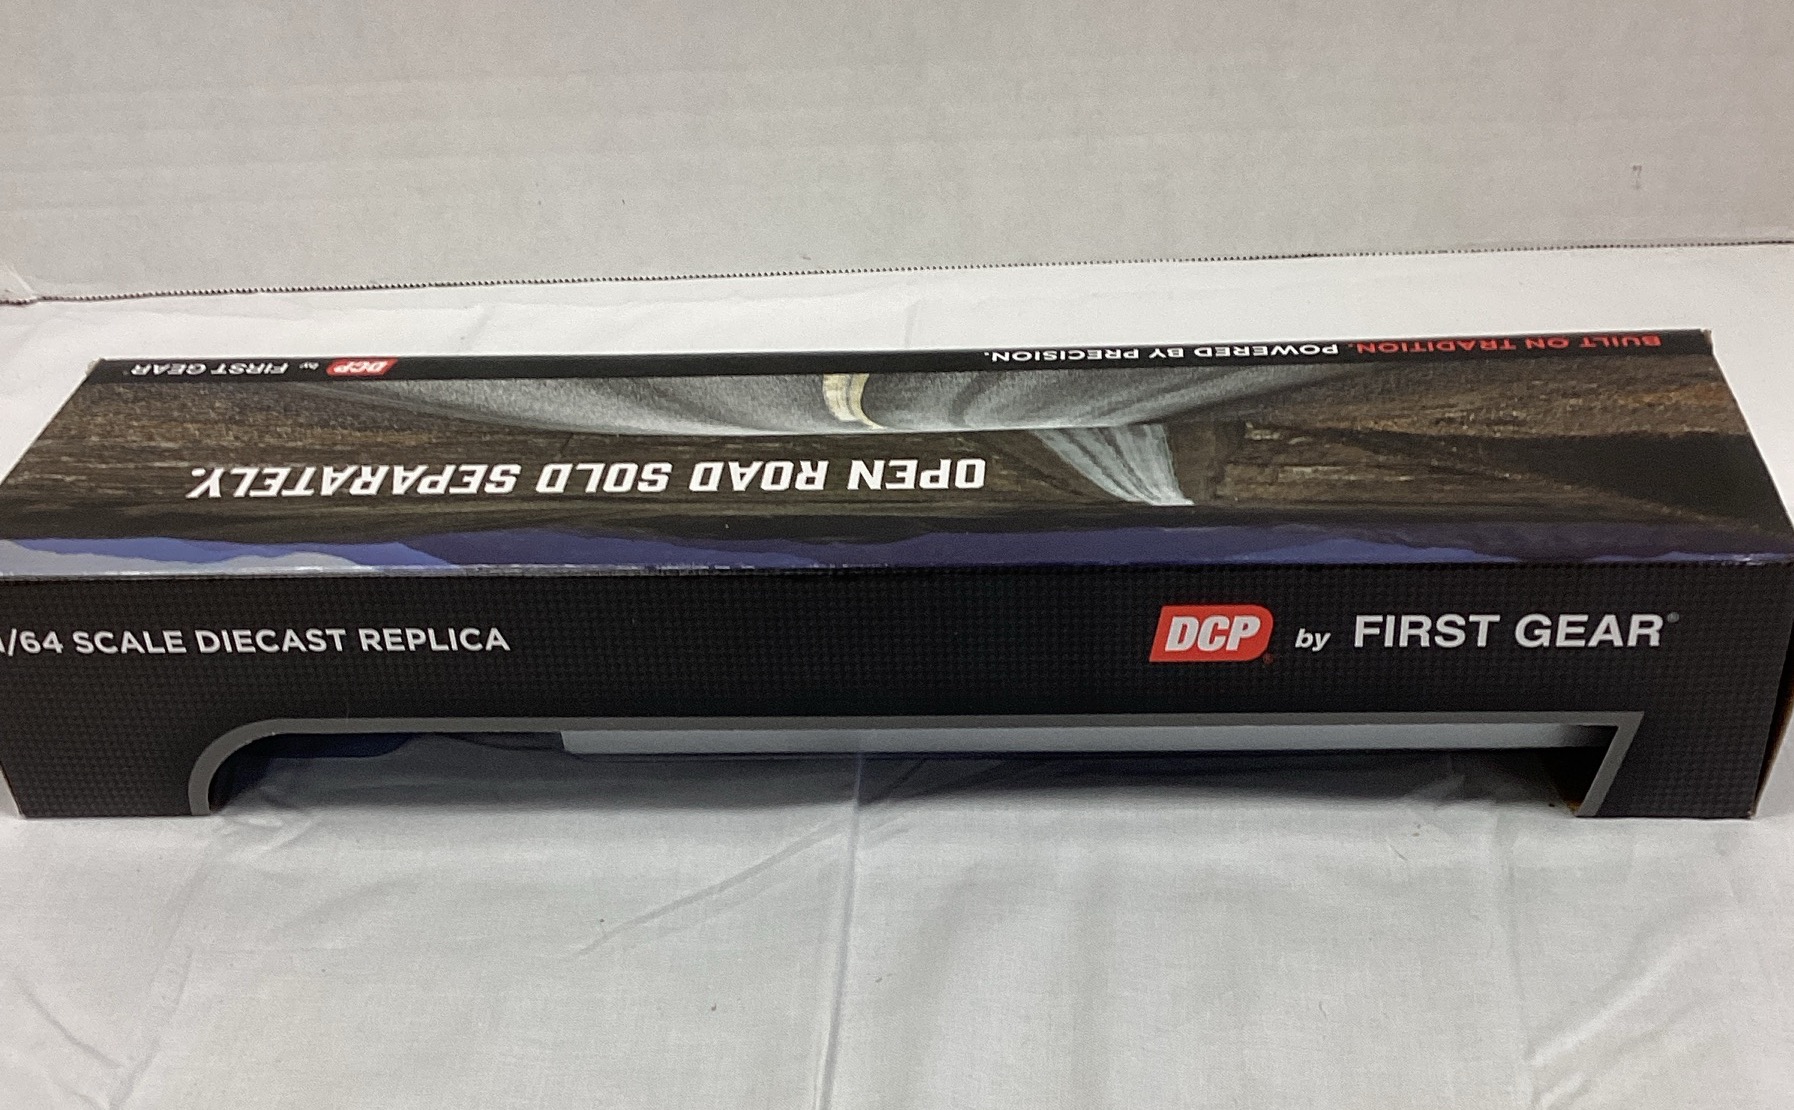 BUILT ON TRADITION. POWERED BY PRECISION.
DCP by FIRST GEAR®
OPEN ROAD SOLD SEPARATELY.
1/64 SCALE DIECAST REPLICA
DCP® by FIRST GEAR®